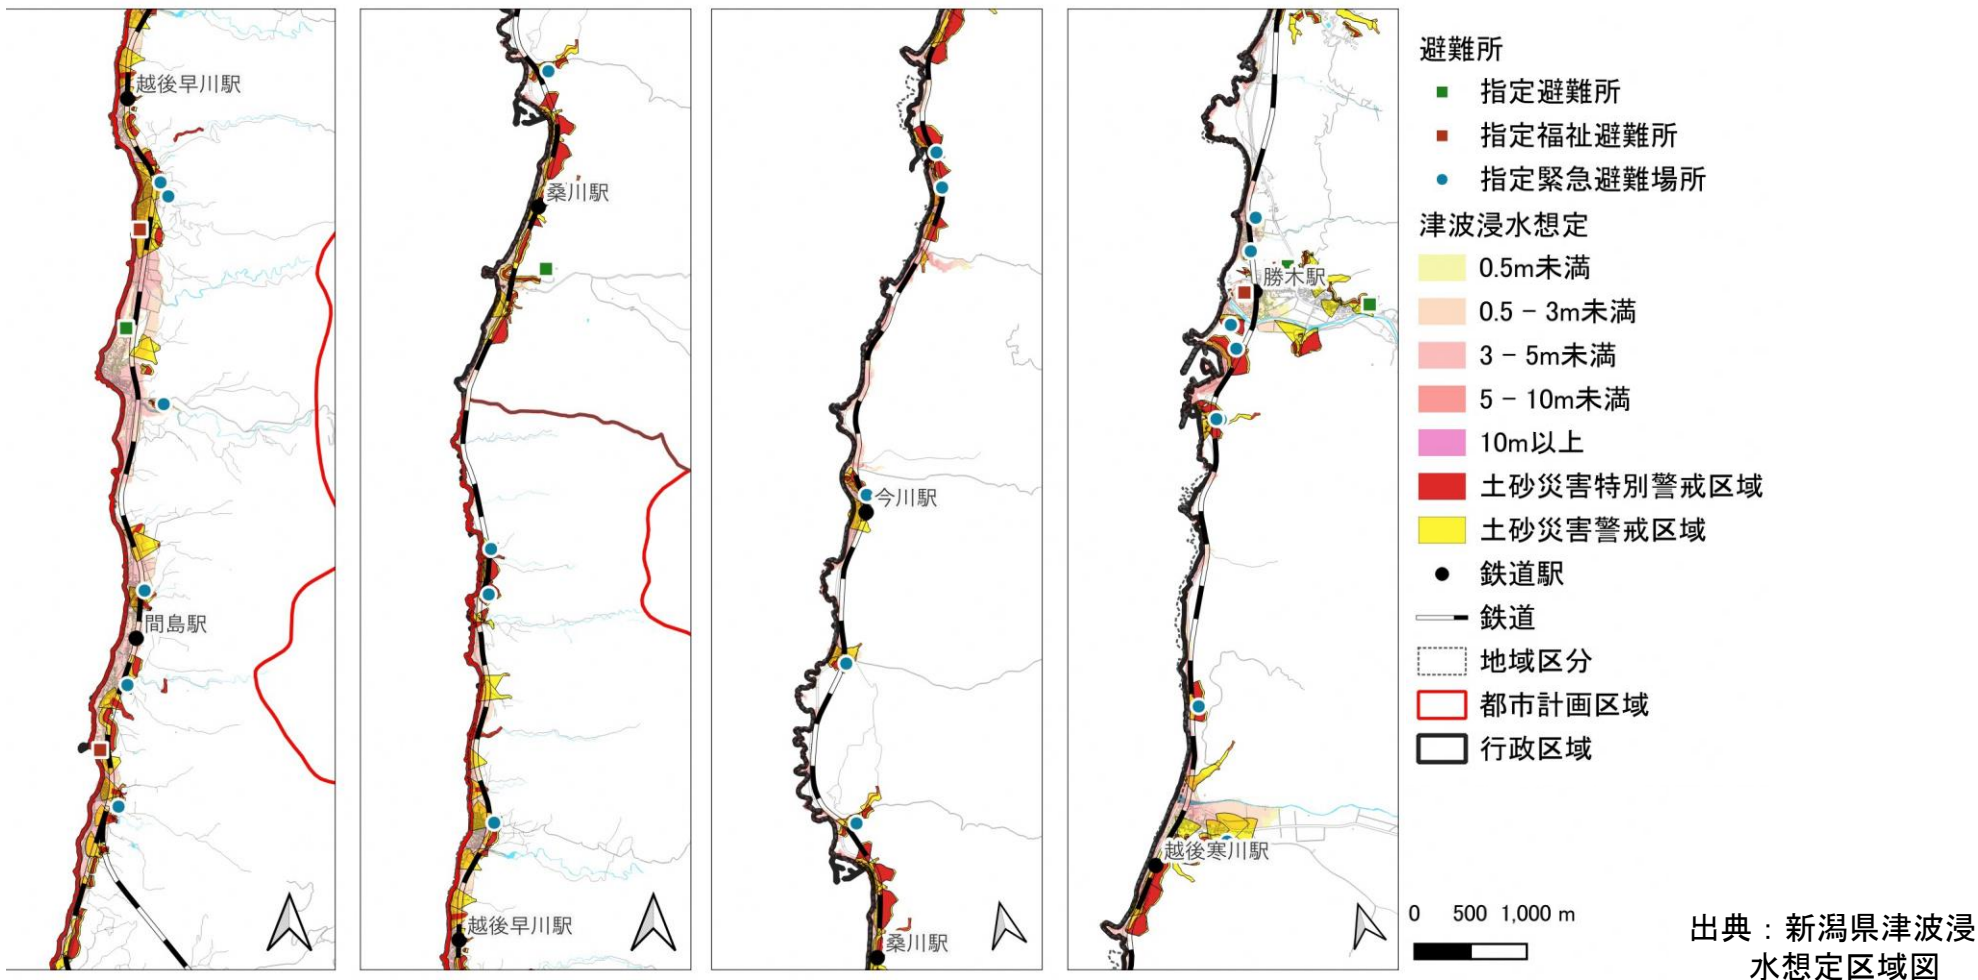 越後早川駅
間島駅
桑川駅
越後早川駅
今川駅
桑川駅
勝木駅
越後寒川駅
避難所
指定避難所
指定福祉避難所
指定緊急避難場所
津波浸水想定
0.5m未満
0.5 - 3m未満
3 - 5m未満
5 - 10m未満
10m以上
土砂災害特別警戒区域
土砂災害警戒区域
鉄道駅
鉄道
地域区分
都市計画区域
行政区域
0 500 1,000 m
出典：新潟県津波浸
水想定区域図